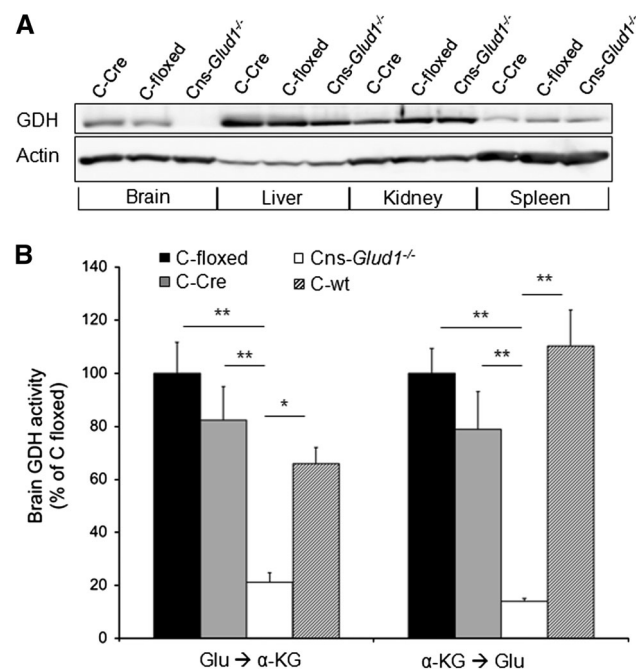 A
C-Cre C-floxed Cns-Glud1-/- C-Cre C-floxed Cns-Glud1-/- C-Cre C-floxed Cns-Glud1-/- C-Cre C-floxed Cns-Glud1-/-
GDH
Actin
Brain Liver Kidney Spleen
B
C-floxed Cns-Glud1-/-
C-Cre C-wt
Brain GDH activity
(% of C floxed)
140
120
100
80
60
40
20
0
** ** *
** ** **
Glu → α-KG α-KG → Glu